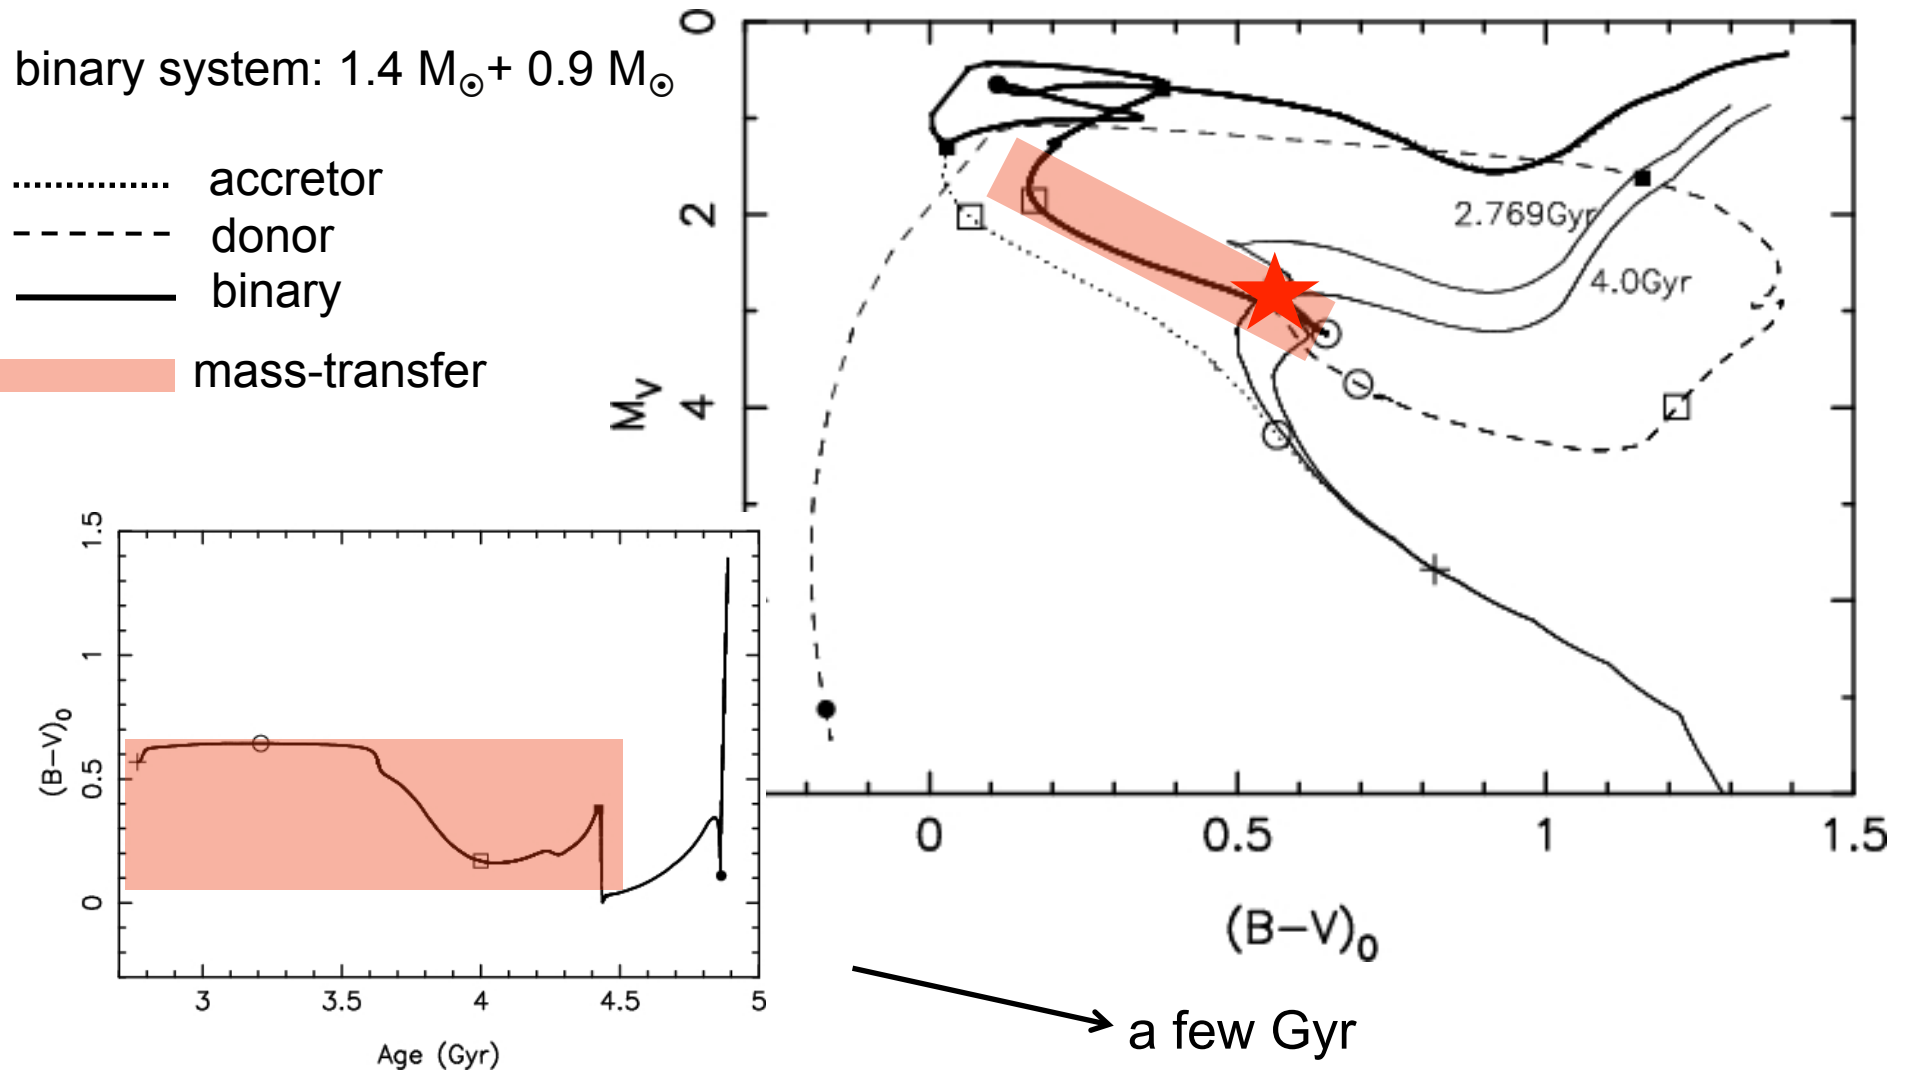 binary system: 1.4 M☉+ 0.9 M☉
accretor
donor
binary
mass-transfer
0
2
4
Mv
2.769Gyr
4.0Gyr
0 0.5 1 1.5
(B−V)0
1.5
1
0.5
0
(B−V)0
3 3.5 4 4.5 5
Age (Gyr)
a few Gyr